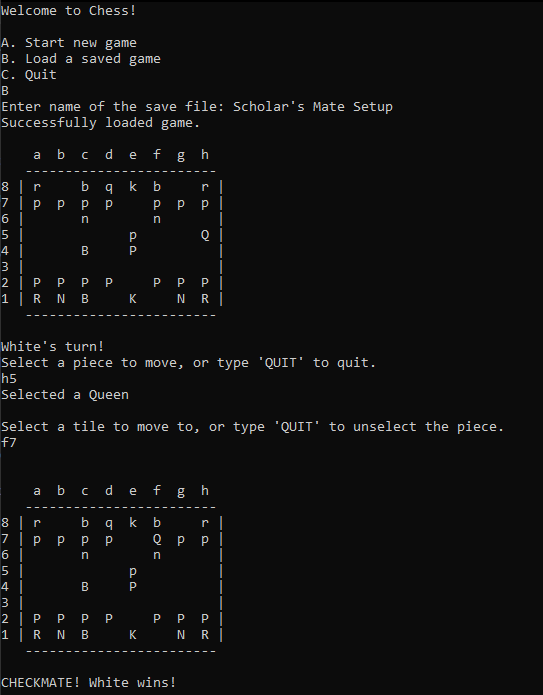 Welcome to Chess!

A. Start new game
B. Load a saved game
C. Quit
B
Enter name of the save file: Scholar's Mate Setup
Successfully loaded game.

    a  b  c  d  e  f  g  h
   ------------------------
8 | r     b  q  k  b     r |
7 | p  p  p  p     p  p  p |
6 |       n        n       |
5 |             p        Q |
4 |       B     P          |
3 |                        |
2 | P  P  P  P     P  P  P |
1 | R  N  B     K     N  R |
   ------------------------

White's turn!
Select a piece to move, or type 'QUIT' to quit.
h5
Selected a Queen

Select a tile to move to, or type 'QUIT' to unselect the piece.
f7

    a  b  c  d  e  f  g  h
   ------------------------
8 | r     b  q  k  b     r |
7 | p  p  p  p     Q  p  p |
6 |       n        n       |
5 |             p          |
4 |       B     P          |
3 |                        |
2 | P  P  P  P     P  P  P |
1 | R  N  B     K     N  R |
   ------------------------

CHECKMATE! White wins!